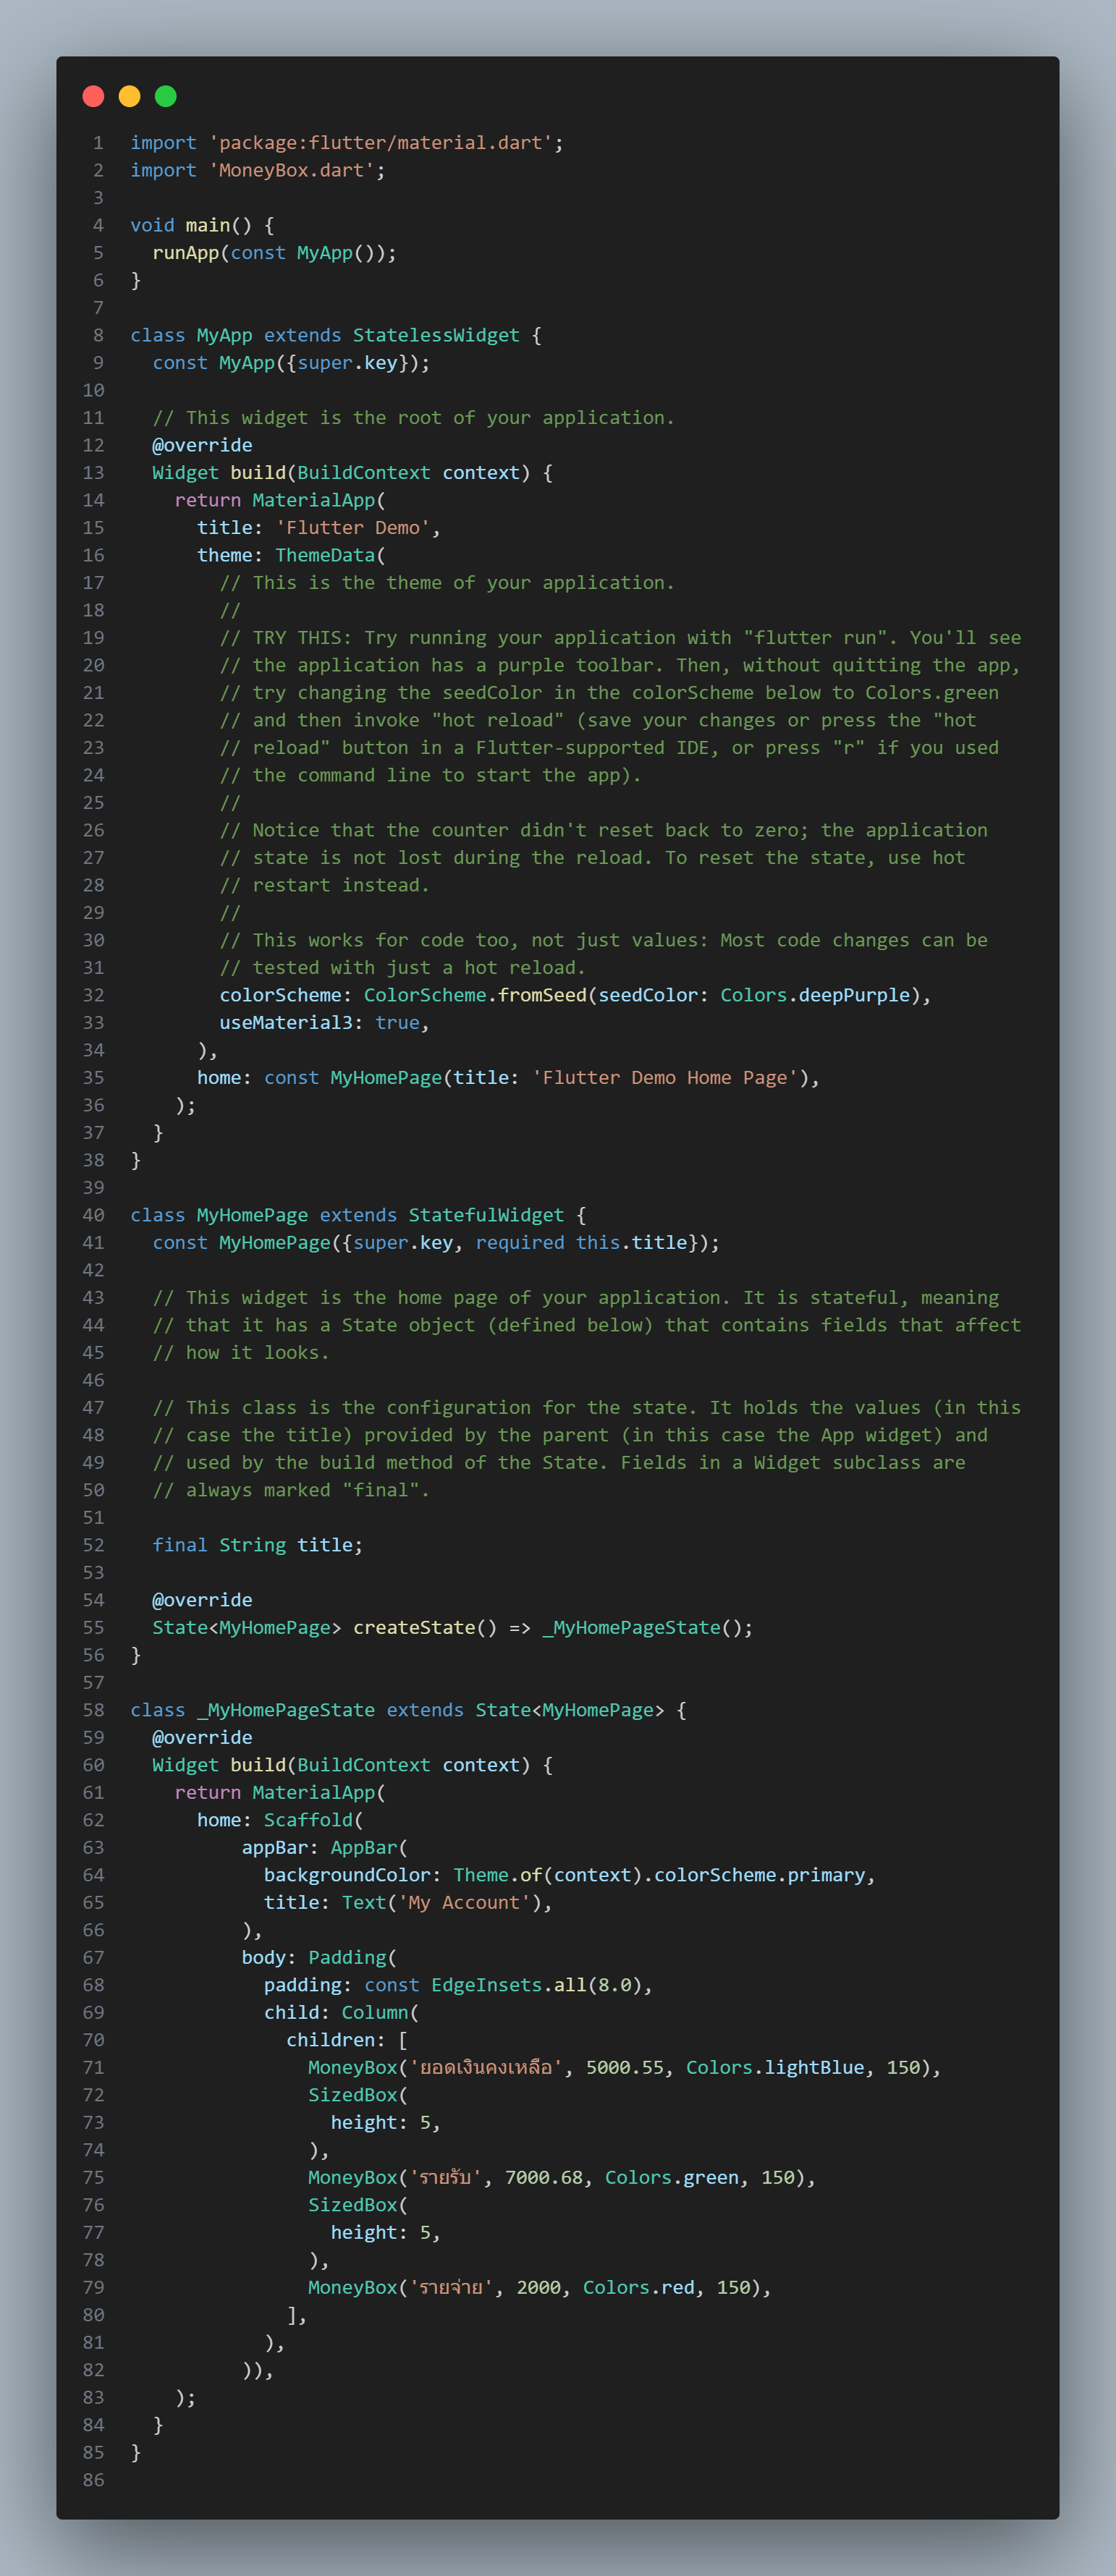 1 import 'package:flutter/material.dart';
2 import 'MoneyBox.dart';
3
4 void main() {
5   runApp(const MyApp());
6 }
7
8 class MyApp extends StatelessWidget {
9   const MyApp({super.key});
10
11   // This widget is the root of your application.
12   @override
13   Widget build(BuildContext context) {
14     return MaterialApp(
15       title: 'Flutter Demo',
16       theme: ThemeData(
17         // This is the theme of your application.
18         //
19         // TRY THIS: Try running your application with "flutter run". You'll see
20         // the application has a purple toolbar. Then, without quitting the app,
21         // try changing the seedColor in the colorScheme below to Colors.green
22         // and then invoke "hot reload" (save your changes or press the "hot
23         // reload" button in a Flutter-supported IDE, or press "r" if you used
24         // the command line to start the app).
25         //
26         // Notice that the counter didn't reset back to zero; the application
27         // state is not lost during the reload. To reset the state, use hot
28         // restart instead.
29         //
30         // This works for code too, not just values: Most code changes can be
31         // tested with just a hot reload.
32         colorScheme: ColorScheme.fromSeed(seedColor: Colors.deepPurple),
33         useMaterial3: true,
34       ),
35       home: const MyHomePage(title: 'Flutter Demo Home Page'),
36     );
37   }
38 }
39
40 class MyHomePage extends StatefulWidget {
41   const MyHomePage({super.key, required this.title});
42
43   // This widget is the home page of your application. It is stateful, meaning
44   // that it has a State object (defined below) that contains fields that affect
45   // how it looks.
46
47   // This class is the configuration for the state. It holds the values (in this
48   // case the title) provided by the parent (in this case the App widget) and
49   // used by the build method of the State. Fields in a Widget subclass are
50   // always marked "final".
51
52   final String title;
53
54   @override
55   State<MyHomePage> createState() => _MyHomePageState();
56 }
57
58 class _MyHomePageState extends State<MyHomePage> {
59   @override
60   Widget build(BuildContext context) {
61     return MaterialApp(
62       home: Scaffold(
63           appBar: AppBar(
64             backgroundColor: Theme.of(context).colorScheme.primary,
65             title: Text('My Account'),
66           ),
67           body: Padding(
68             padding: const EdgeInsets.all(8.0),
69             child: Column(
70               children: [
71                 MoneyBox('ยอดเงินคงเหลือ', 5000.55, Colors.lightBlue, 150),
72                 SizedBox(
73                   height: 5,
74                 ),
75                 MoneyBox('รายรับ', 7000.68, Colors.green, 150),
76                 SizedBox(
77                   height: 5,
78                 ),
79                 MoneyBox('รายจ่าย', 2000, Colors.red, 150),
80               ],
81             ),
82           )),
83     );
84   }
85 }
86